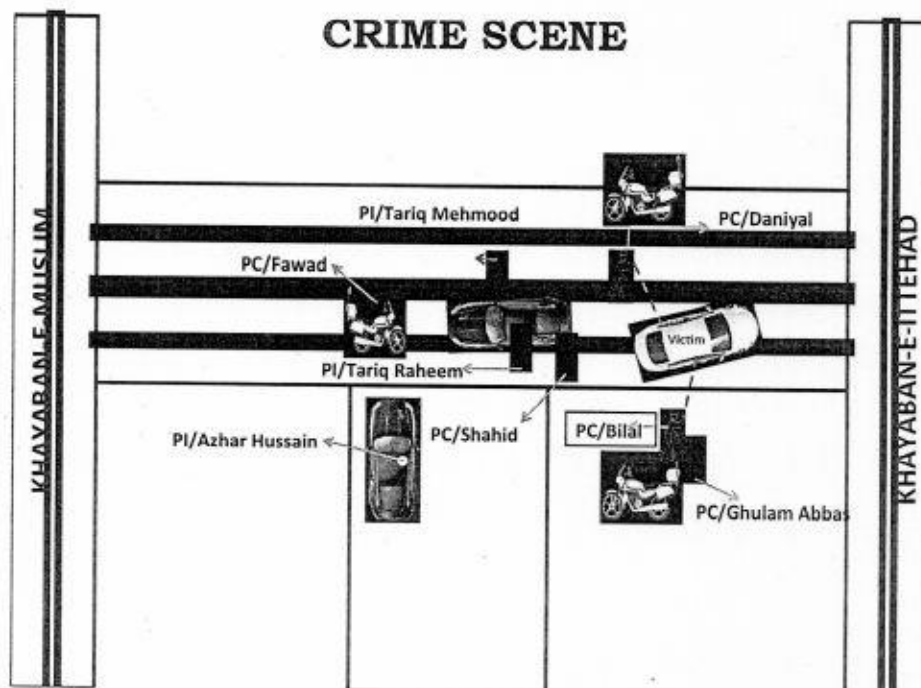 CRIME SCENE
KHAYABAN-E-MUSLIM
PI/Tariq Mehmood
PC/Daniyal
PC/Fawad
Victim
PI/Tariq Raheem
PI/Azhar Hussain
PC/Shahid
PC/Bilal
PC/Ghulam Abbas
KHAYABAN-E-ITTEHAD